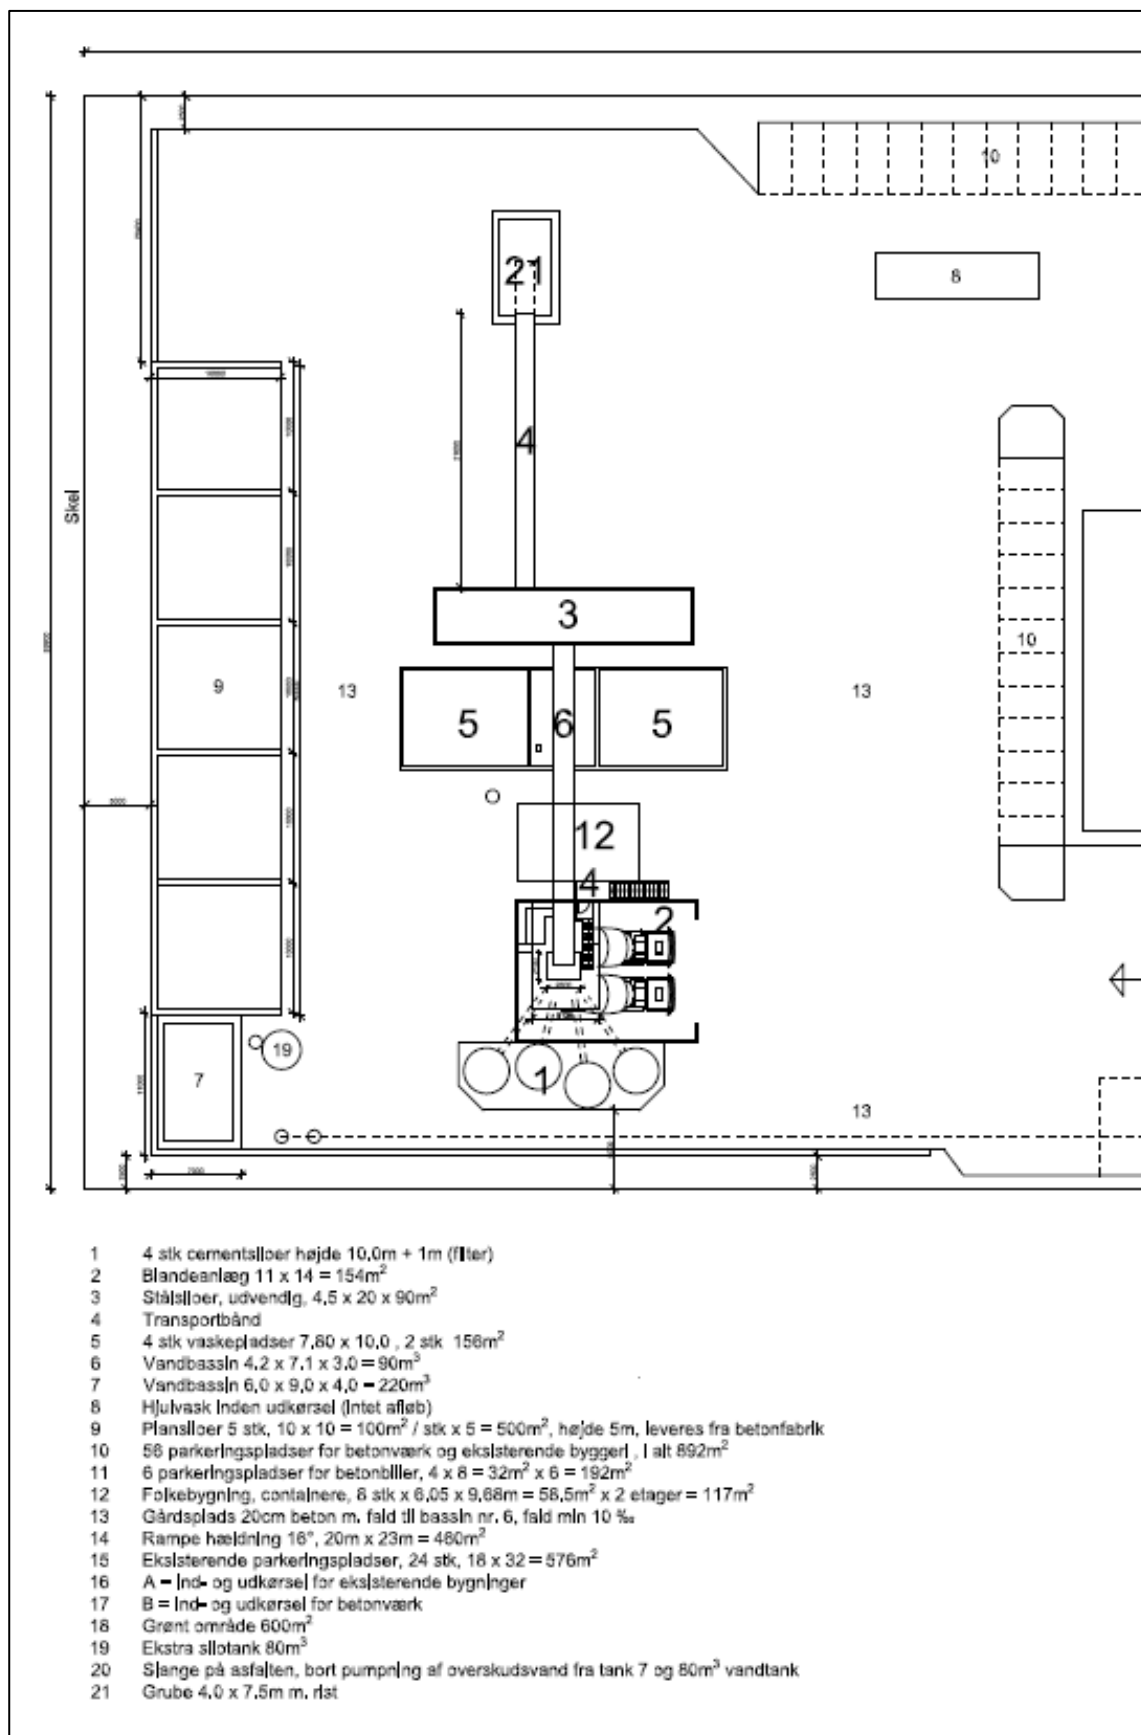 10
21
8
4
Skel
3
10
9
13
5
6
5
13
12
4
2
19
7
1
13
1 4 stk cementsiloer højde 10,0m + 1m (filter)
2 Blandeanlæg 11 x 14 = 154m²
3 Stålsiloer, udvendig, 4,5 x 20 x 90m²
4 Transportbånd
5 4 stk vaskepladser 7,80 x 10,0 , 2 stk 156m²
6 Vandbassin 4,2 x 7,1 x 3,0 = 90m³
7 Vandbassin 6,0 x 9,0 x 4,0 = 220m³
8 Hjulvask inden udkørsel (intet afløb)
9 Plansiloer 5 stk, 10 x 10 = 100m² / stk x 5 = 500m², højde 5m, leveres fra betonfabrik
10 56 parkeringspladser for betonværk og eksisterende byggeri , i alt 892m²
11 6 parkeringspladser for betonbiler, 4 x 8 = 32m² x 6 = 192m²
12 Folkebygning, containere, 8 stk x 6,05 x 9,68m = 58,5m² x 2 etager = 117m²
13 Gårdsplads 20cm beton m. fald til bassin nr. 6, fald min 10 ‰
14 Rampe hældning 16°, 20m x 23m = 460m²
15 Eksisterende parkeringspladser, 24 stk, 18 x 32 = 576m²
16 A = ind- og udkørsel for eksisterende bygninger
17 B = ind- og udkørsel for betonværk
18 Grønt område 600m²
19 Ekstra silotank 80m³
20 Slange på asfalten, bort pumpning af overskudsvand fra tank 7 og 80m³ vandtank
21 Grube 4,0 x 7,5m m. rist